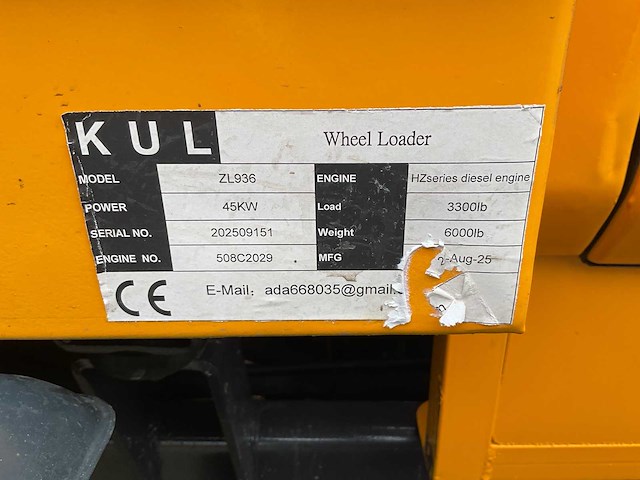 KUL Wheel Loader
MODEL ZL936 ENGINE HZseries diesel engine
POWER 45KW Load 3300lb
SERIAL NO. 202509151 Weight 6000lb
ENGINE NO. 508C2029 MFG -Aug-25
CE E-Mail: ada668035@gmail.